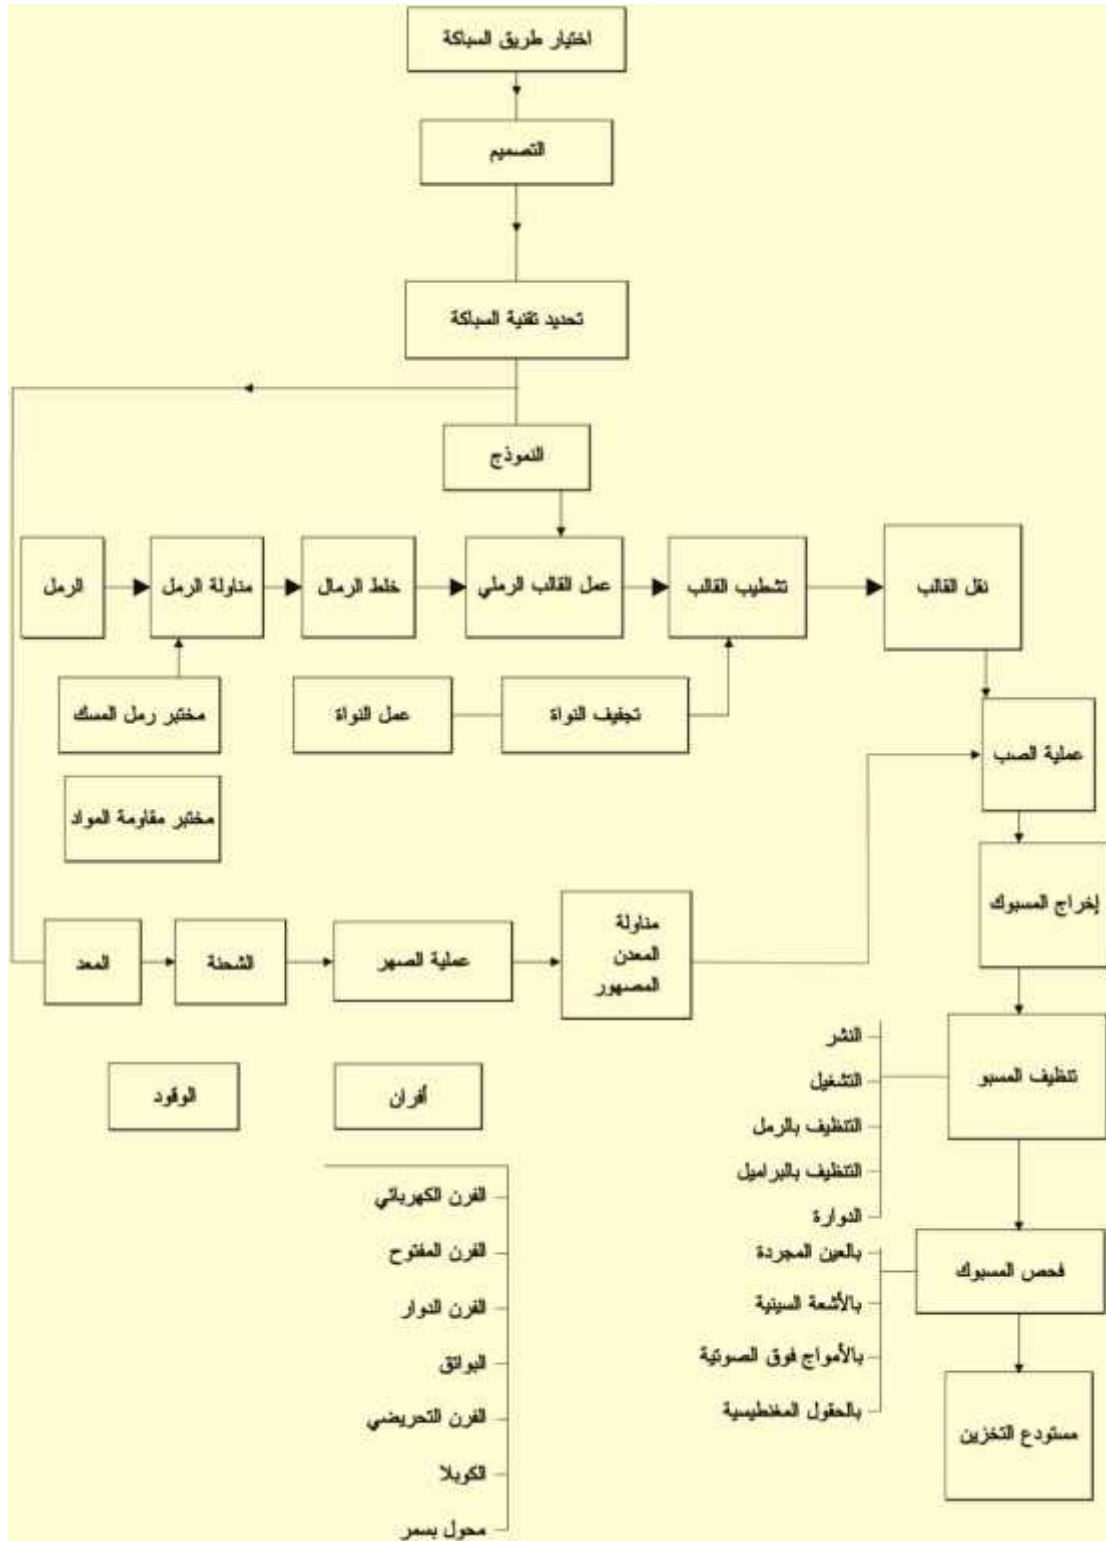 اختيار طريق السباكة
التصميم
تحديد تقنية السباكة
النموذج
الرمل
مناولة الرمل
خلط الرمال
عمل القالب الرملي
تشطيب القالب
نقل القالب
مختبر رمل المسك
عمل النواة
تجفيف النواة
عملية الصب
مختبر مقاومة المواد
إخراج المسبوك
المعد
الشحنة
عملية الصهر
مناولة
المعدن
المصهور
تنظيف المسبو
النشر
التشغيل
التنظيف بالرمل
التنظيف بالبراميل
الدوارة
الوقود
أفران
الفرن الكهربائي
الفرن المفتوح
الفرن الدوار
البواتق
الفرن التحريضي
الكوبلا
محول بسمر
فحص المسبوك
بالعين المجردة
بالأشعة السينية
بالأمواج فوق الصوتية
بالحقول المغنطيسية
مستودع التخزين